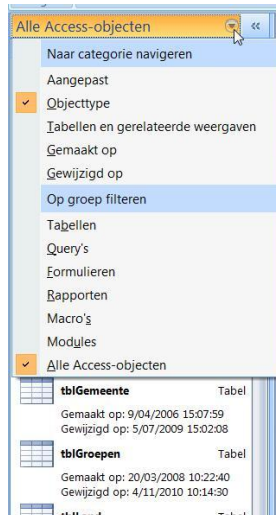 Alle Access-objecten «
Naar categorie navigeren
Aangepast
Objecttype
Tabellen en gerelateerde weergaven
Gemaakt op
Gewijzigd op
Op groep filteren
Tabellen
Query's
Formulieren
Rapporten
Macro's
Modules
Alle Access-objecten
tblGemeente Tabel
Gemaakt op: 9/04/2006 15:07:59
Gewijzigd op: 5/07/2009 15:02:08
tblGroepen Tabel
Gemaakt op: 20/03/2008 10:22:40
Gewijzigd op: 4/11/2010 10:14:30
Tabel